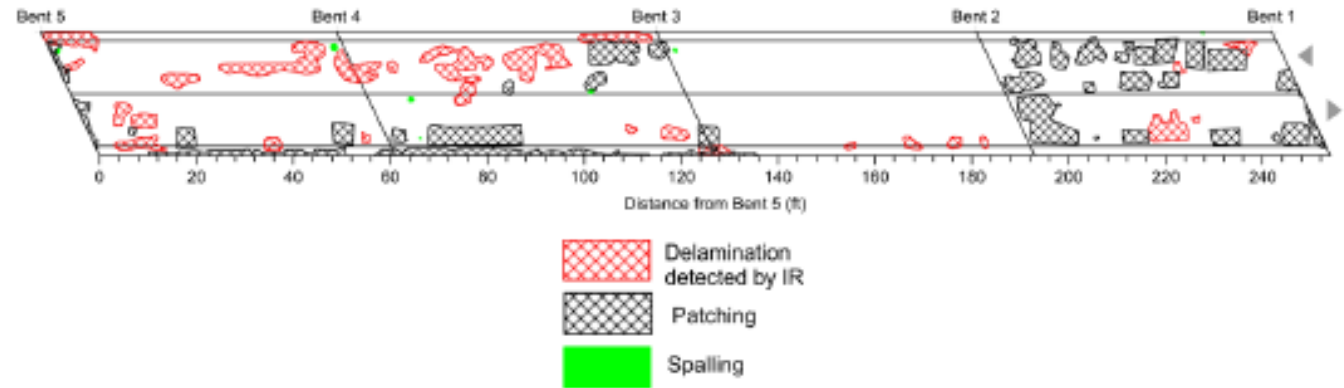 Bent 5 Bent 4 Bent 3 Bent 2 Bent 1
0 20 40 60 80 100 120 140 160 180 200 220 240
Distance from Bent 5 (ft)
Delamination
detected by IR
Patching
Spalling